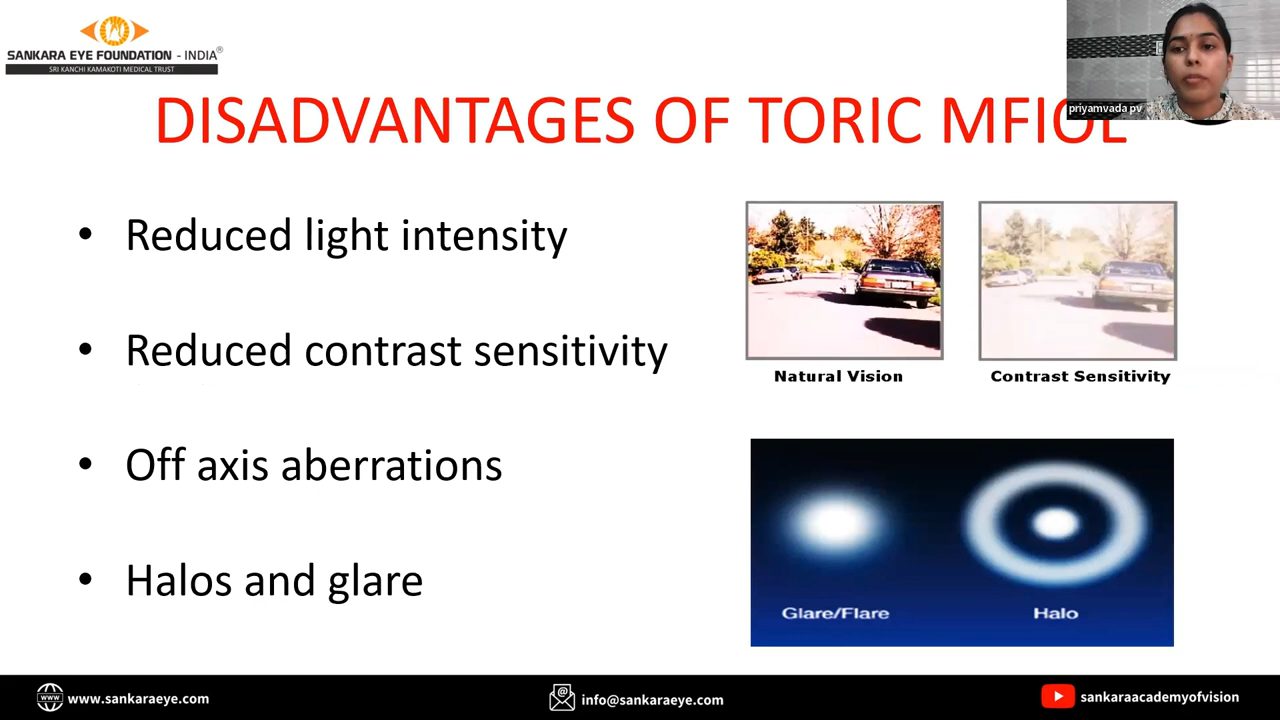 SANKARA EYE FOUNDATION - INDIA®
SRI KANCHI KAMAKOTI MEDICAL TRUST
priyamvada pv
DISADVANTAGES OF TORIC MFIOL
• Reduced light intensity
• Reduced contrast sensitivity
• Off axis aberrations
• Halos and glare
Natural Vision
Contrast Sensitivity
Glare/Flare
Halo
www.sankaraeye.com
info@sankaraeye.com
sankaraacademyofvision